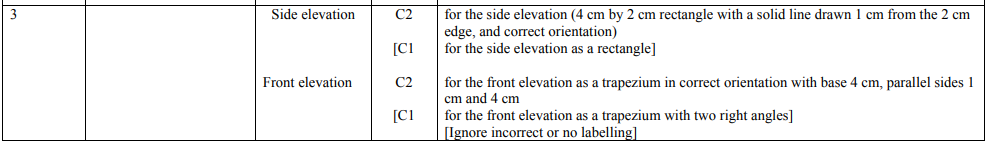 3 Side elevation C2 for the side elevation (4 cm by 2 cm rectangle with a solid line drawn 1 cm from the 2 cm
edge, and correct orientation)
[C1 for the side elevation as a rectangle]
Front elevation C2 for the front elevation as a trapezium in correct orientation with base 4 cm, parallel sides 1
cm and 4 cm
[C1 for the front elevation as a trapezium with two right angles]
[Ignore incorrect or no labelling]